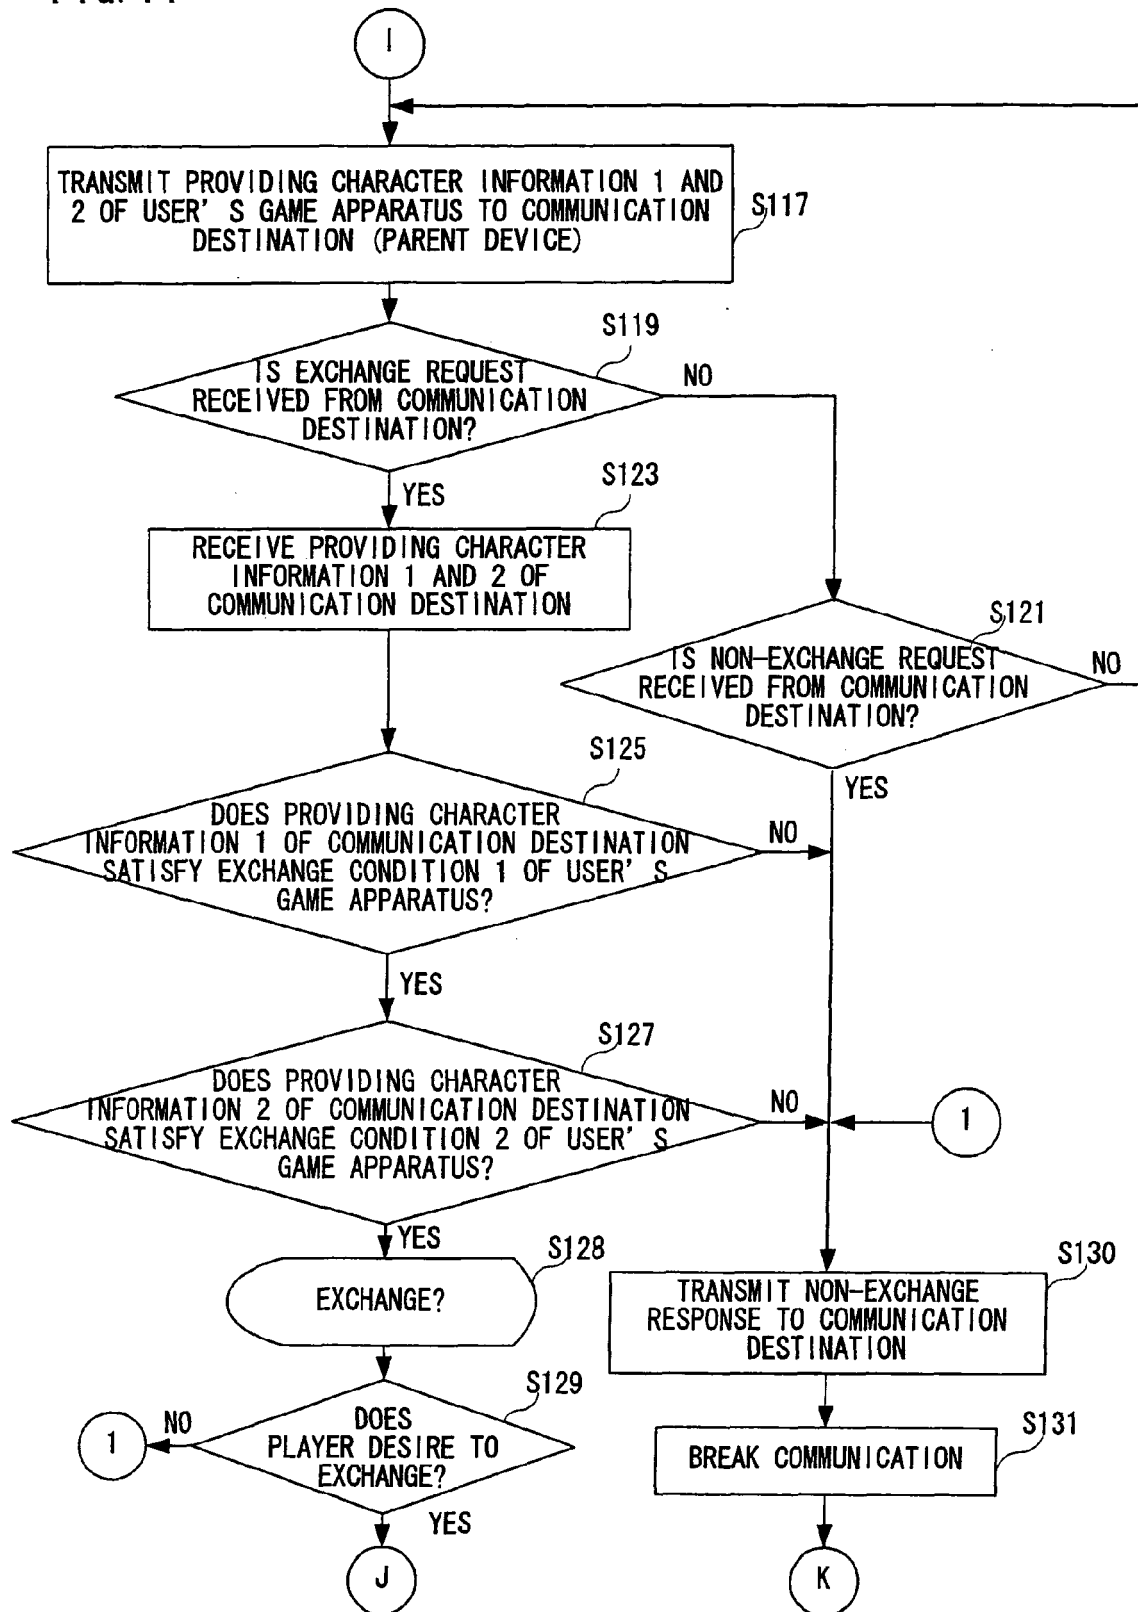 I
TRANSMIT PROVIDING CHARACTER INFORMATION 1 AND
2 OF USER'S GAME APPARATUS TO COMMUNICATION
DESTINATION (PARENT DEVICE)
S117
S119
IS EXCHANGE REQUEST
RECEIVED FROM COMMUNICATION
DESTINATION?
NO
YES
S123
RECEIVE PROVIDING CHARACTER
INFORMATION 1 AND 2 OF
COMMUNICATION DESTINATION
S121
IS NON-EXCHANGE REQUEST
RECEIVED FROM COMMUNICATION
DESTINATION?
NO
YES
S125
DOES PROVIDING CHARACTER
INFORMATION 1 OF COMMUNICATION DESTINATION
SATISFY EXCHANGE CONDITION 1 OF USER'S
GAME APPARATUS?
NO
YES
S127
DOES PROVIDING CHARACTER
INFORMATION 2 OF COMMUNICATION DESTINATION
SATISFY EXCHANGE CONDITION 2 OF USER'S
GAME APPARATUS?
NO
1
YES
S128
EXCHANGE?
S130
TRANSMIT NON-EXCHANGE
RESPONSE TO COMMUNICATION
DESTINATION
S129
DOES
PLAYER DESIRE TO
EXCHANGE?
NO
1
YES
S131
BREAK COMMUNICATION
J
K